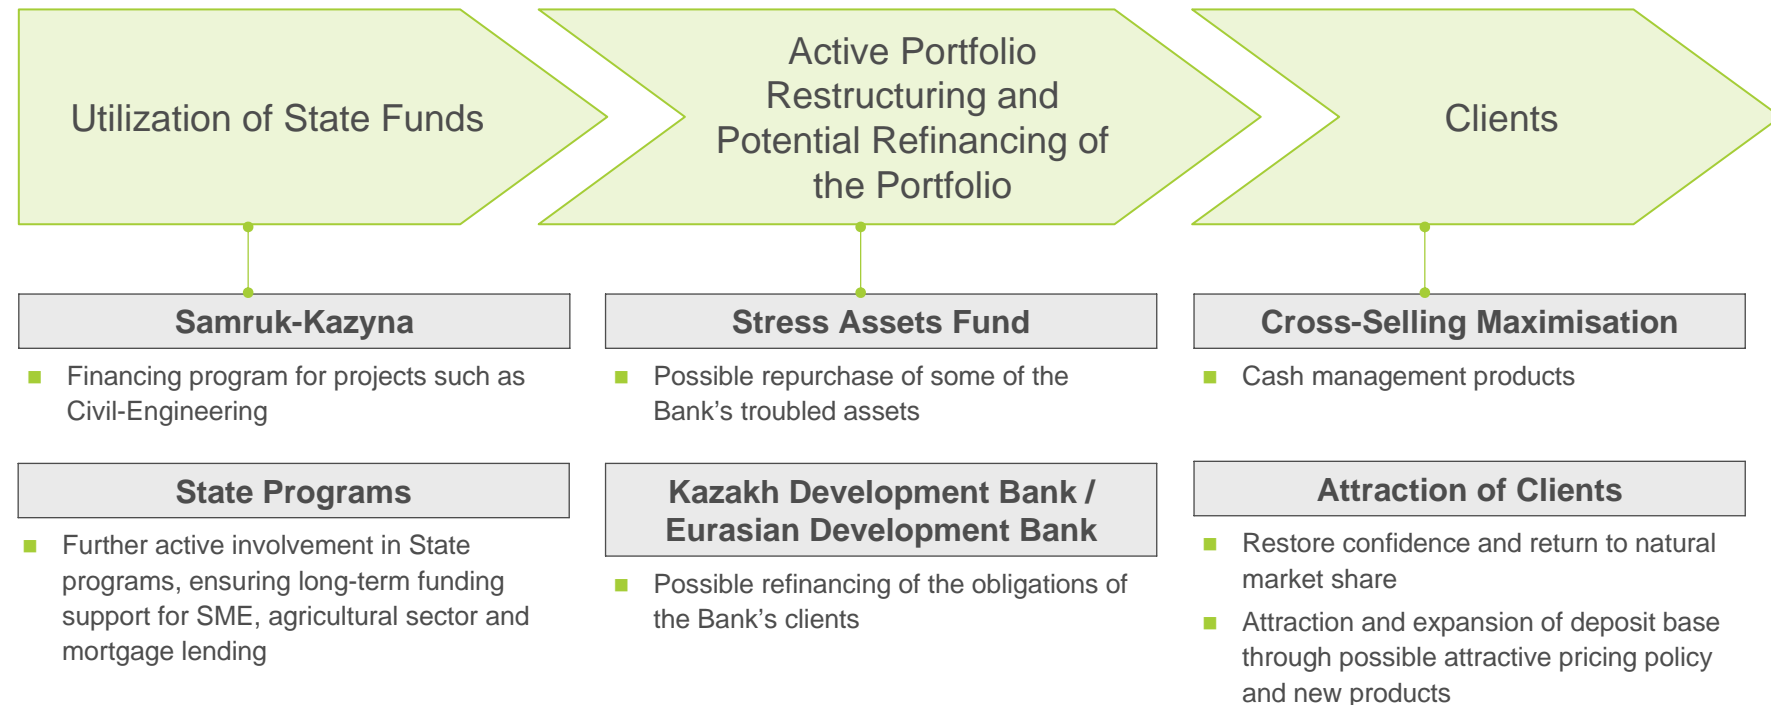 Utilization of State Funds
Active Portfolio
Restructuring and
Potential Refinancing of
the Portfolio
Clients
Samruk-Kazyna
Financing program for projects such as
Civil-Engineering
State Programs
Further active involvement in State
programs, ensuring long-term funding
support for SME, agricultural sector and
mortgage lending
Stress Assets Fund
Possible repurchase of some of the
Bank’s troubled assets
Kazakh Development Bank /
Eurasian Development Bank
Possible refinancing of the obligations of
the Bank’s clients
Cross-Selling Maximisation
Cash management products
Attraction of Clients
Restore confidence and return to natural
market share
Attraction and expansion of deposit base
through possible attractive pricing policy
and new products